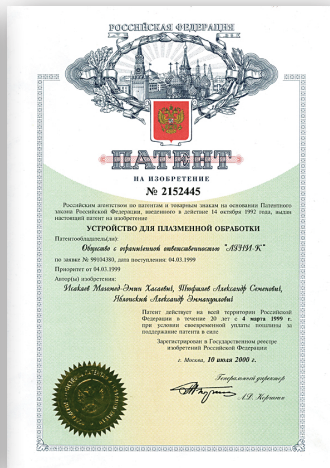 РОССИЙСКАЯ ФЕДЕРАЦИЯ
ПАТЕНТ
НА ИЗОБРЕТЕНИЕ
№ 2152445
Российским агентством по патентам и товарным знакам на основании Патентного
закона Российской Федерации, введенного в действие 14 октября 1992 года, выдан
настоящий патент на изобретение
УСТРОЙСТВО ДЛЯ ПЛАЗМЕННОЙ ОБРАБОТКИ
Патентообладатель(ли):
Общество с ограниченной ответственностью "ЛУЧИ-К"
по заявке № 99104380, дата поступления: 04.03.1999
Приоритет от 04.03.1999
Автор(ы) изобретения:
Исакаев Магомед-Эмин Хасаевич, Александр Семенович,
Александр Эммануилович
Патент действует на всей территории Российской
Федерации в течение 20 лет с 4 марта 1999 г.
при условии своевременной уплаты пошлины за
поддержание патента в силе
Зарегистрирован в Государственном реестре
изобретений Российской Федерации
г. Москва, 10 июля 2000 г.
Генеральный директор
А.Д. Корчагин